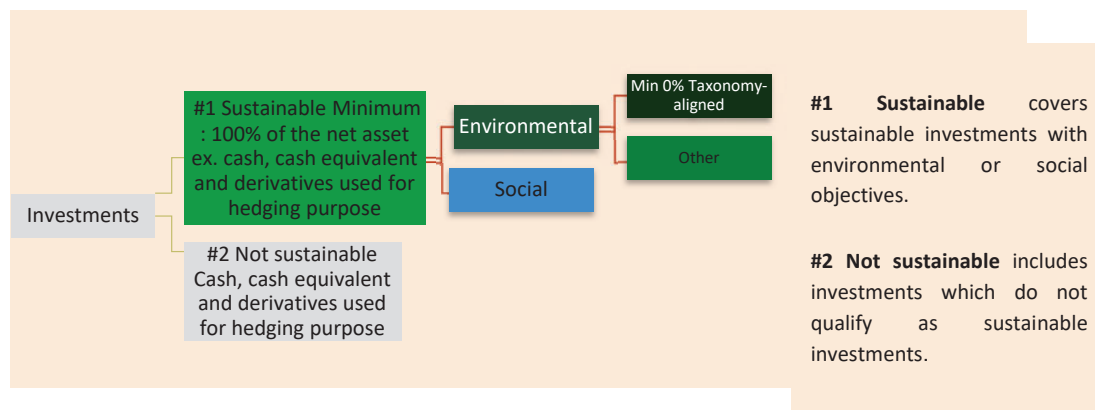 Investments
#1 Sustainable Minimum
: 100% of the net asset
ex. cash, cash equivalent
and derivatives used for
hedging purpose
#2 Not sustainable
Cash, cash equivalent
and derivatives used
for hedging purpose
Environmental
Social
Min 0% Taxonomy-
aligned
Other
#1 Sustainable covers
sustainable investments with
environmental or social
objectives.
#2 Not sustainable includes
investments which do not
qualify as sustainable
investments.